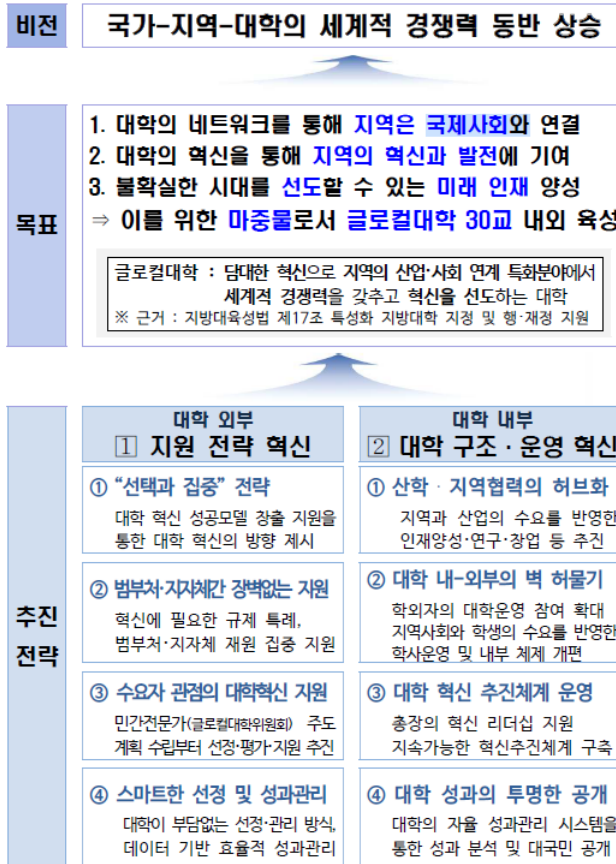 비전
국가-지역-대학의 세계적 경쟁력 동반 상승
목표
1. 대학의 네트워크를 통해 지역은 국제사회와 연결
2. 대학의 혁신을 통해 지역의 혁신과 발전에 기여
3. 불확실한 시대를 선도할 수 있는 미래 인재 양성
⇒ 이를 위한 마중물로서 글로컬대학 30교 내외 육성
글로컬대학 : 담대한 혁신으로 지역의 산업·사회 연계 특화분야에서
세계적 경쟁력을 갖추고 혁신을 선도하는 대학
※ 근거 : 지방대육성법 제17조 특성화 지방대학 지정 및 행·재정 지원
추진
전략
대학 외부
1 지원 전략 혁신
① “선택과 집중” 전략
대학 혁신 성공모델 창출 지원을
통한 대학 혁신의 방향 제시
② 범부처·지자체간 장벽없는 지원
혁신에 필요한 규제 특례,
범부처·지자체 재원 집중 지원
③ 수요자 관점의 대학혁신 지원
민간전문가(글로컬대학위원회) 주도
계획 수립부터 선정·평가·지원 추진
④ 스마트한 선정 및 성과관리
대학이 부담없는 선정·관리 방식,
데이터 기반 효율적 성과관리
대학 내부
2 대학 구조·운영 혁신
① 산학·지역협력의 허브화
지역과 산업의 수요를 반영한
인재양성·연구·창업 등 추진
② 대학 내-외부의 벽 허물기
학외자의 대학운영 참여 확대
지역사회와 학생의 수요를 반영한
학사운영 및 내부 체제 개편
③ 대학 혁신 추진체계 운영
총장의 혁신 리더십 지원
지속가능한 혁신추진체계 구축
④ 대학 성과의 투명한 공개
대학의 자율 성과관리 시스템을
통한 성과 분석 및 대국민 공개